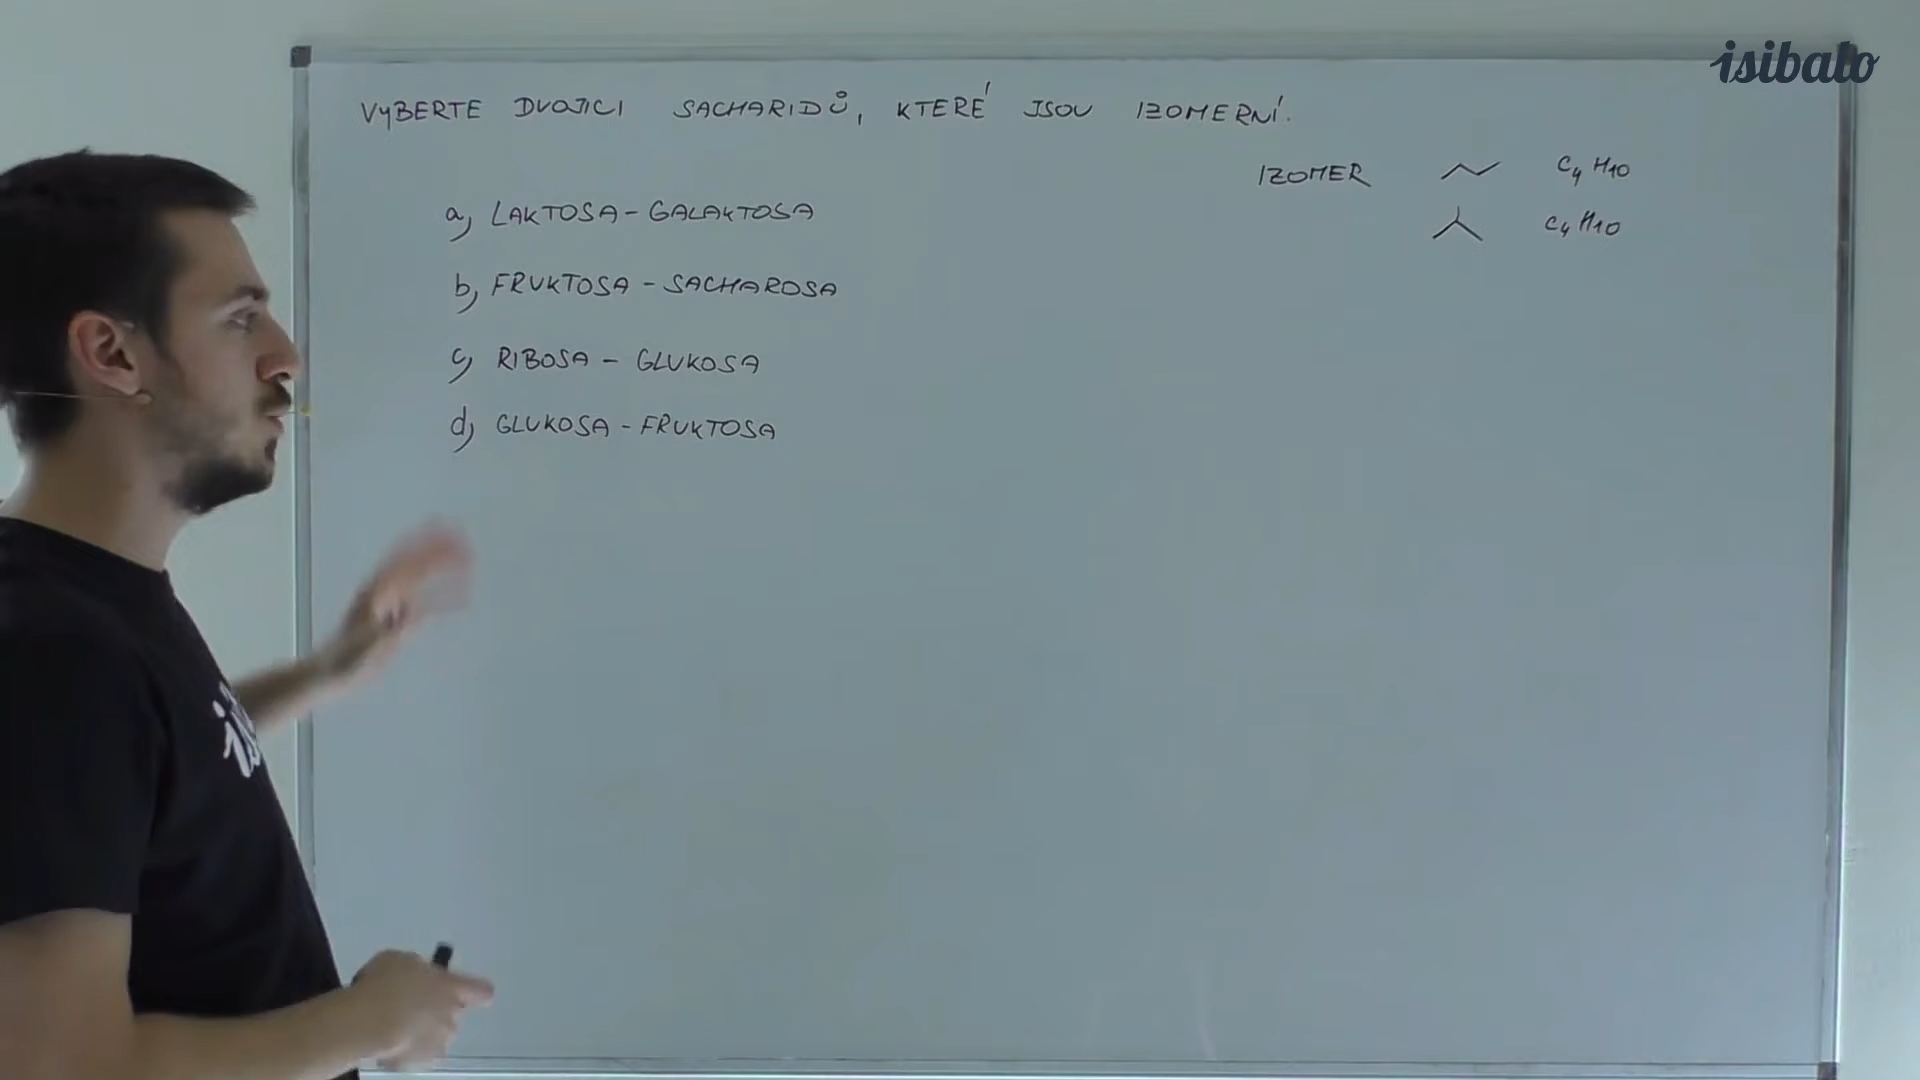 isibalo
VYBERTE DVOJICI SACHARIDŮ, KTERÉ JSOU IZOMERNÍ.
IZOMER C4H10
C4H10
a) LAKTOSA - GALAKTOSA
b) FRUKTOSA - SACHAROSA
c) RIBOSA - GLUKOSA
d) GLUKOSA - FRUKTOSA